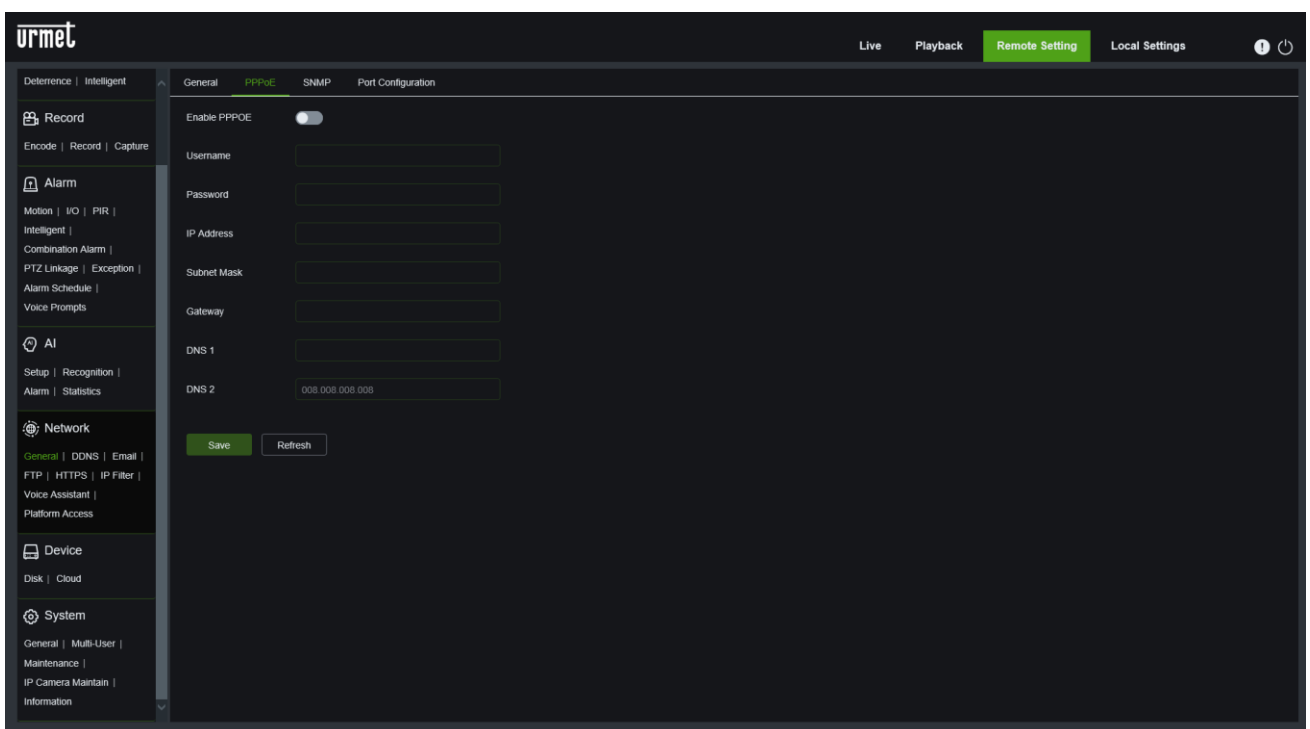 urmet
Live Playback Remote Setting Local Settings
Deterrence | Intelligent
Record
Encode | Record | Capture
Alarm
Motion | I/O | PIR |
Intelligent |
Combination Alarm |
PTZ Linkage | Exception |
Alarm Schedule |
Voice Prompts
AI
Setup | Recognition |
Alarm | Statistics
Network
General | DDNS | Email |
FTP | HTTPS | IP Filter |
Voice Assistant |
Platform Access
Device
Disk | Cloud
System
General | Multi-User |
Maintenance |
IP Camera Maintain |
Information
General PPPoE SNMP Port Configuration
Enable PPPOE
Username
Password
IP Address
Subnet Mask
Gateway
DNS 1
DNS 2 008.008.008.008
Save Refresh